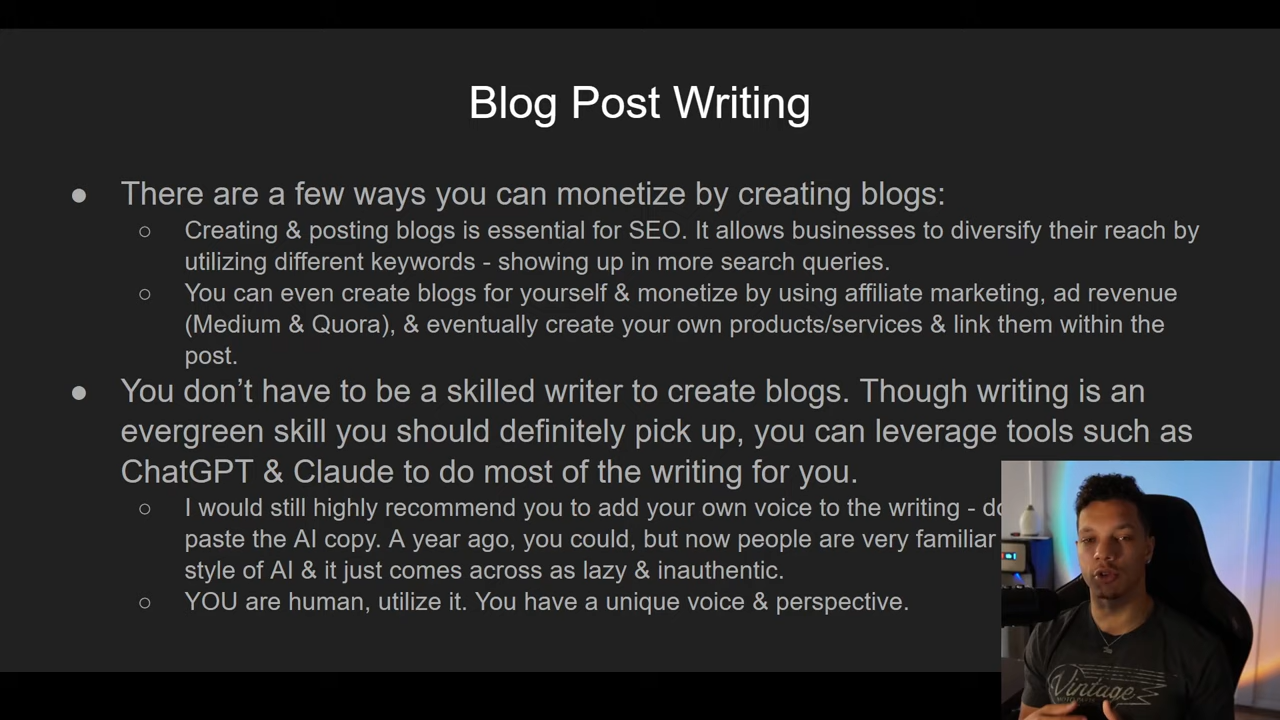 Blog Post Writing
● There are a few ways you can monetize by creating blogs:
○ Creating & posting blogs is essential for SEO. It allows businesses to diversify their reach by
utilizing different keywords - showing up in more search queries.
○ You can even create blogs for yourself & monetize by using affiliate marketing, ad revenue
(Medium & Quora), & eventually create your own products/services & link them within the
post.
● You don’t have to be a skilled writer to create blogs. Though writing is an
evergreen skill you should definitely pick up, you can leverage tools such as
ChatGPT & Claude to do most of the writing for you.
○ I would still highly recommend you to add your own voice to the writing -
paste the AI copy. A year ago, you could, but now people are very familiar
style of AI & it just comes across as lazy & inauthentic.
○ YOU are human, utilize it. You have a unique voice & perspective.
Vintage